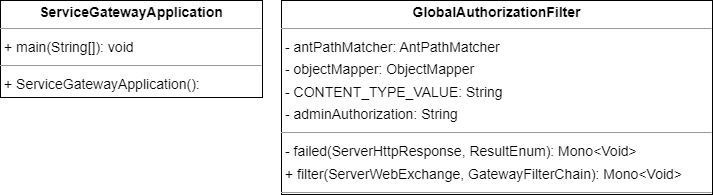 ServiceGatewayApplication
+ main(String[]): void
+ ServiceGatewayApplication():
GlobalAuthorizationFilter
- antPathMatcher: AntPathMatcher
- objectMapper: ObjectMapper
- CONTENT_TYPE_VALUE: String
- adminAuthorization: String
- failed(ServerHttpResponse, ResultEnum): Mono<Void>
+ filter(ServerWebExchange, GatewayFilterChain): Mono<Void>